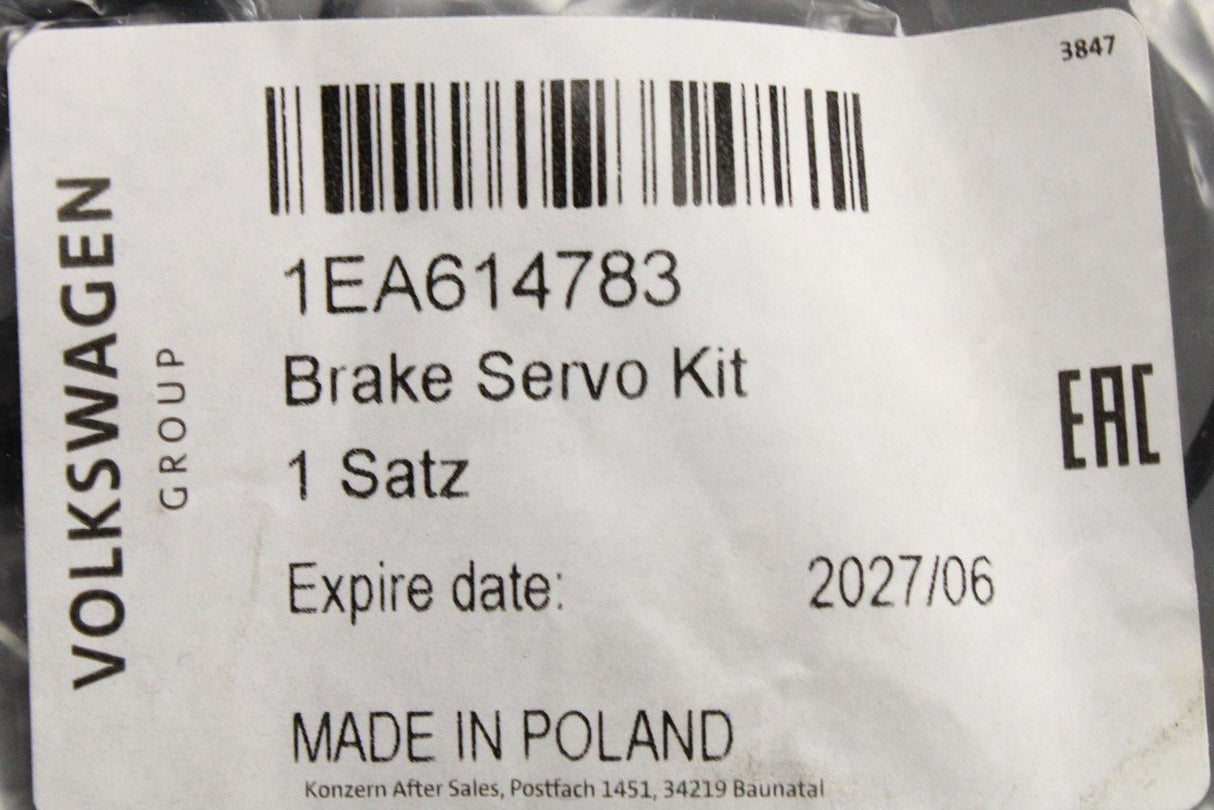 3847
VOLKSWAGEN
GROUP
1EA614783
Brake Servo Kit
1 Satz
EAC
Expire date: 2027/06
MADE IN POLAND
Konzern After Sales, Postfach 1451, 34219 Baunatal